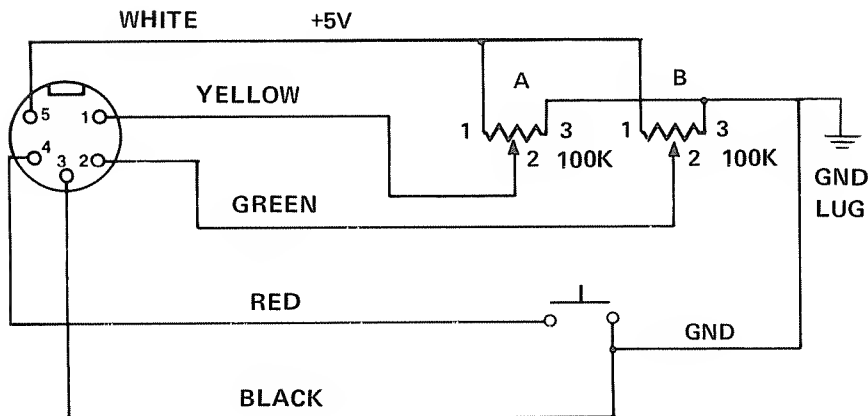 WHITE +5V
A B
5 1 YELLOW
4 3 2
1 3 1 3
2 100K 2 100K
GND
LUG
GREEN
RED
GND
BLACK